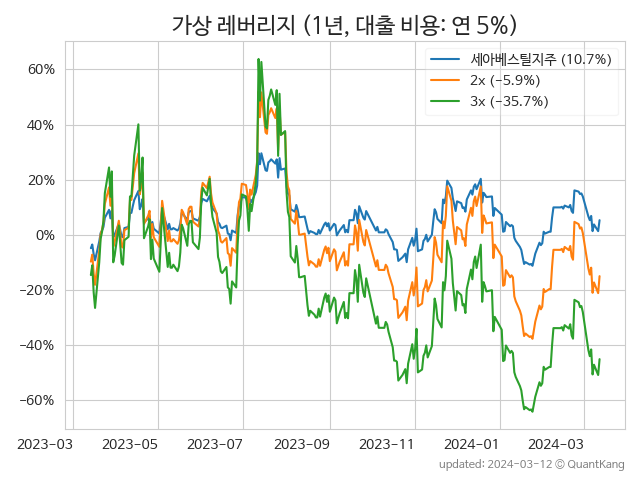 가상 레버리지 (1년, 대출 비용: 연 5%)
세아베스틸지주 (10.7%)
2x (−5.9%)
3x (−35.7%)
60%
40%
20%
0%
−20%
−40%
−60%
2023-03 2023-05 2023-07 2023-09 2023-11 2024-01 2024-03
updated: 2024-03-12 © QuantKang